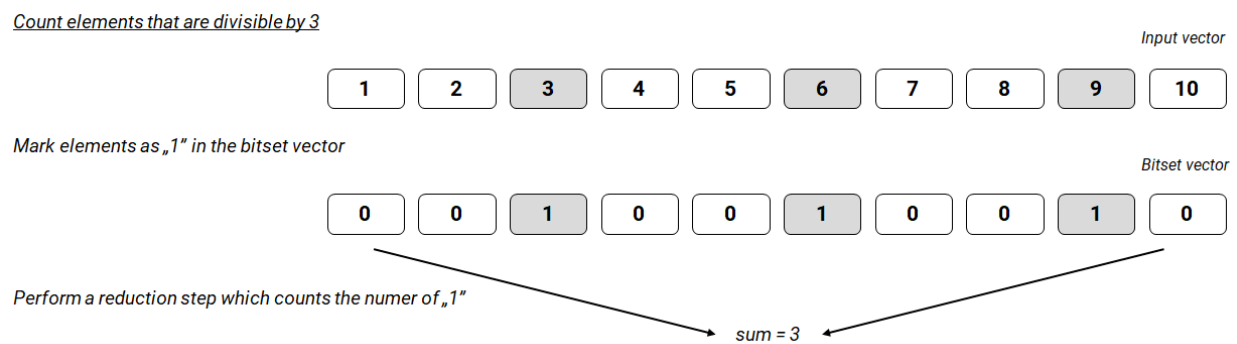 Count elements that are divisible by 3
Input vector
1 2 3 4 5 6 7 8 9 10
Mark elements as „1” in the bitset vector
Bitset vector
0 0 1 0 0 1 0 0 1 0
Perform a reduction step which counts the numer of „1”
sum = 3